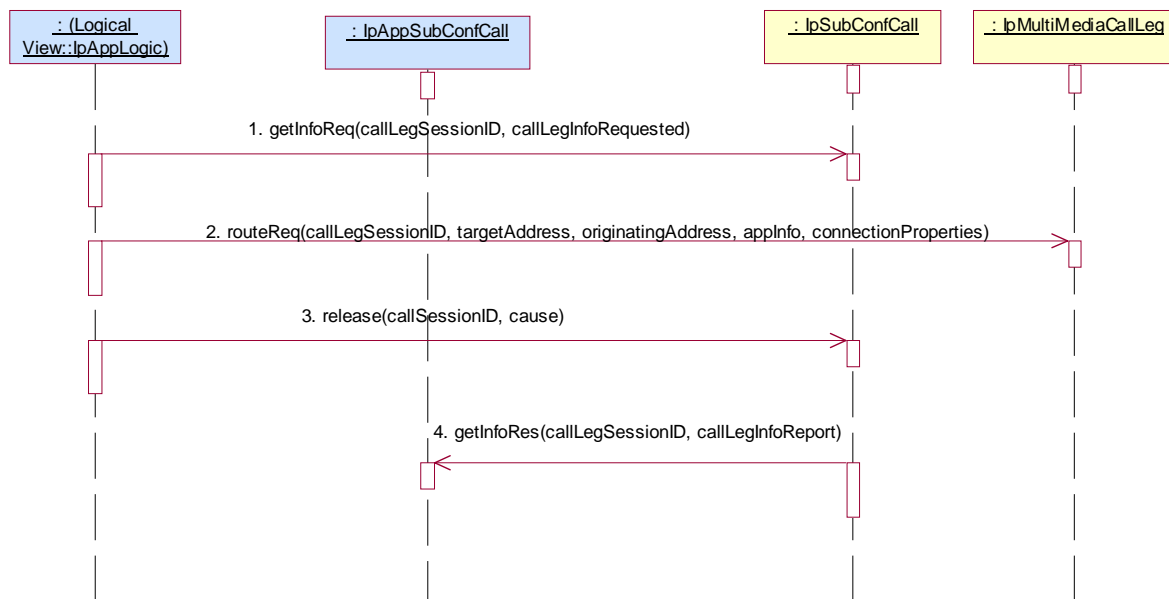 : (Logical
View::IpAppLogic)
: IpAppSubConfCall
: IpSubConfCall
: IpMultiMediaCallLeg
1. getInfoReq(callLegSessionID, callLegInfoRequested)
2. routeReq(callLegSessionID, targetAddress, originatingAddress, appInfo, connectionProperties)
3. release(callSessionID, cause)
4. getInfoRes(callLegSessionID, callLegInfoReport)